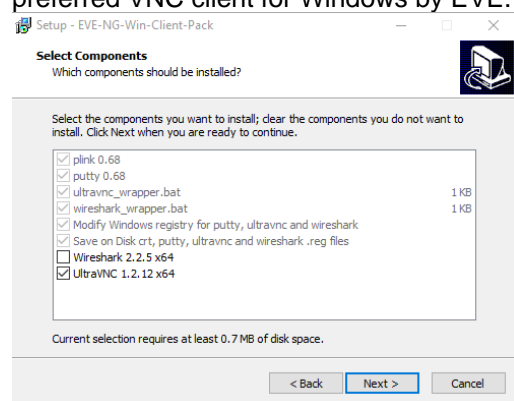 preferred VNC client for Windows by EVE.
Setup - EVE-NG-Win-Client-Pack
Select Components
Which components should be installed?
Select the components you want to install; clear the components you do not want to
install. Click Next when you are ready to continue.
plink 0.68
putty 0.68
ultravnc_wrapper.bat 1 KB
wireshark_wrapper.bat 1 KB
Modify Windows registry for putty, ultravnc and wireshark
Save on Disk crt, putty, ultravnc and wireshark .reg files
Wireshark 2.2.5 x64
UltraVNC 1.2.12 x64
Current selection requires at least 0.7 MB of disk space.
< Back Next > Cancel